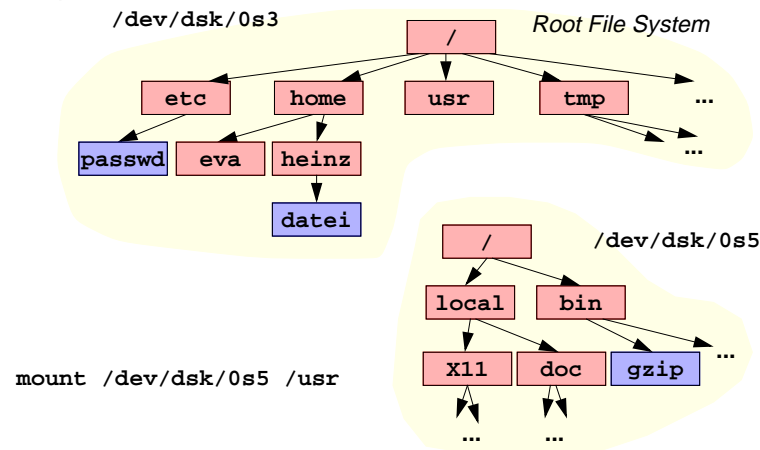 /dev/dsk/0s3
Root File System
/
etc
home
usr
tmp
...
passwd
eva
heinz
...
datei
/
/dev/dsk/0s5
local
bin
X11
doc
gzip
...
mount /dev/dsk/0s5 /usr
...
...